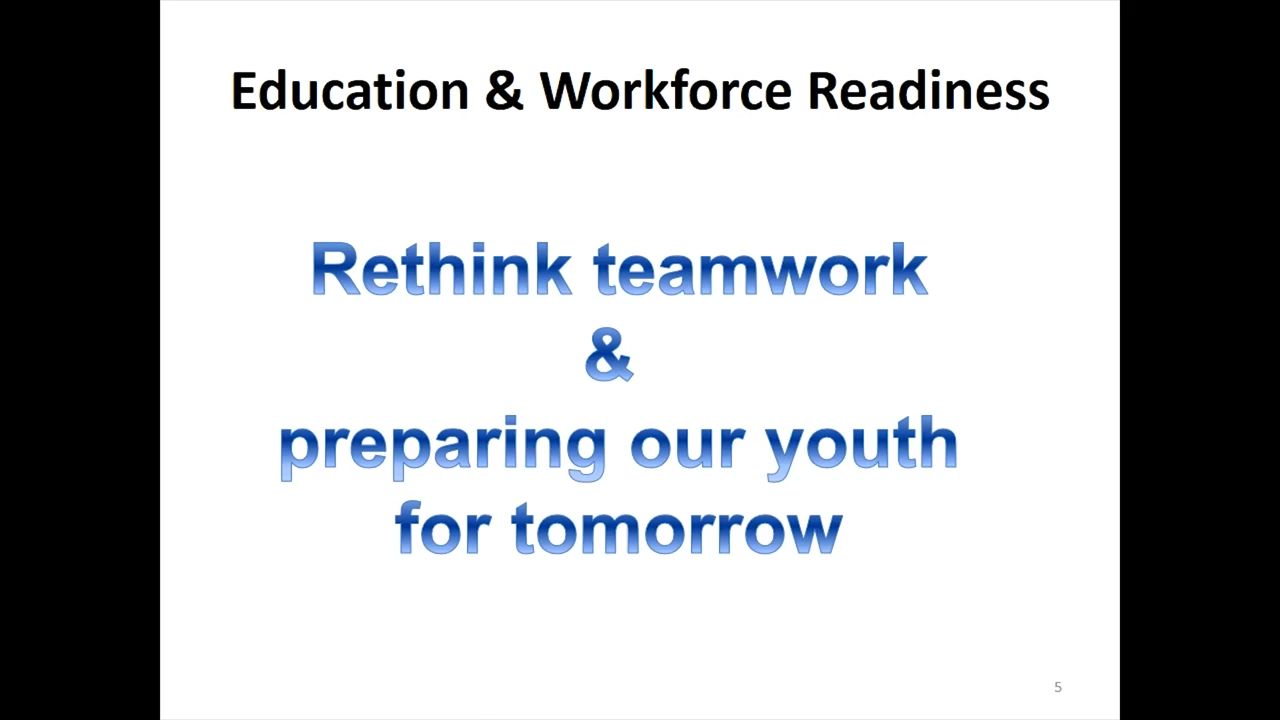 Education & Workforce Readiness
Rethink teamwork
&
preparing our youth
for tomorrow
5